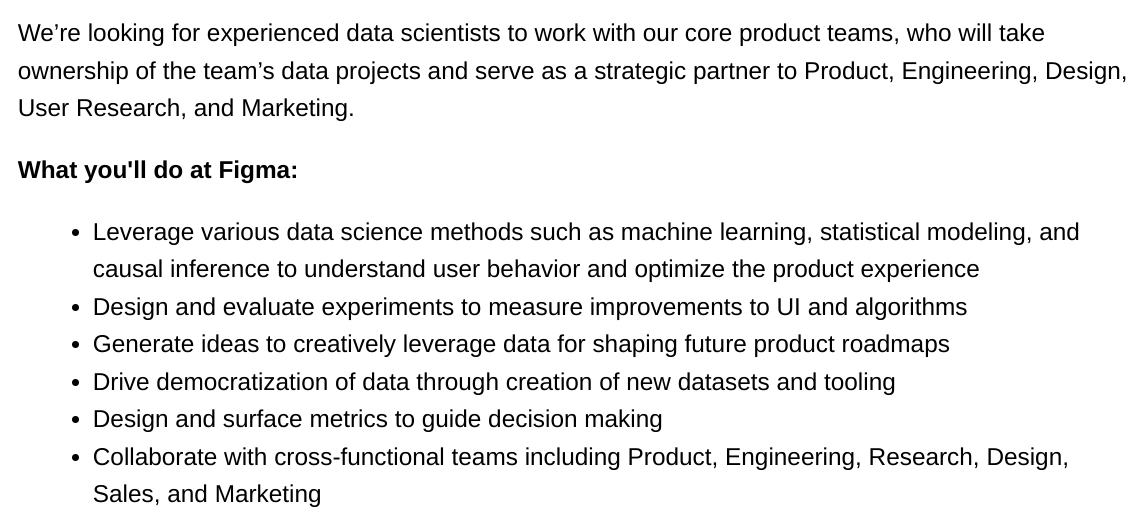 We’re looking for experienced data scientists to work with our core product teams, who will take
ownership of the team’s data projects and serve as a strategic partner to Product, Engineering, Design,
User Research, and Marketing.
What you'll do at Figma:
• Leverage various data science methods such as machine learning, statistical modeling, and
causal inference to understand user behavior and optimize the product experience
• Design and evaluate experiments to measure improvements to UI and algorithms
• Generate ideas to creatively leverage data for shaping future product roadmaps
• Drive democratization of data through creation of new datasets and tooling
• Design and surface metrics to guide decision making
• Collaborate with cross-functional teams including Product, Engineering, Research, Design,
Sales, and Marketing